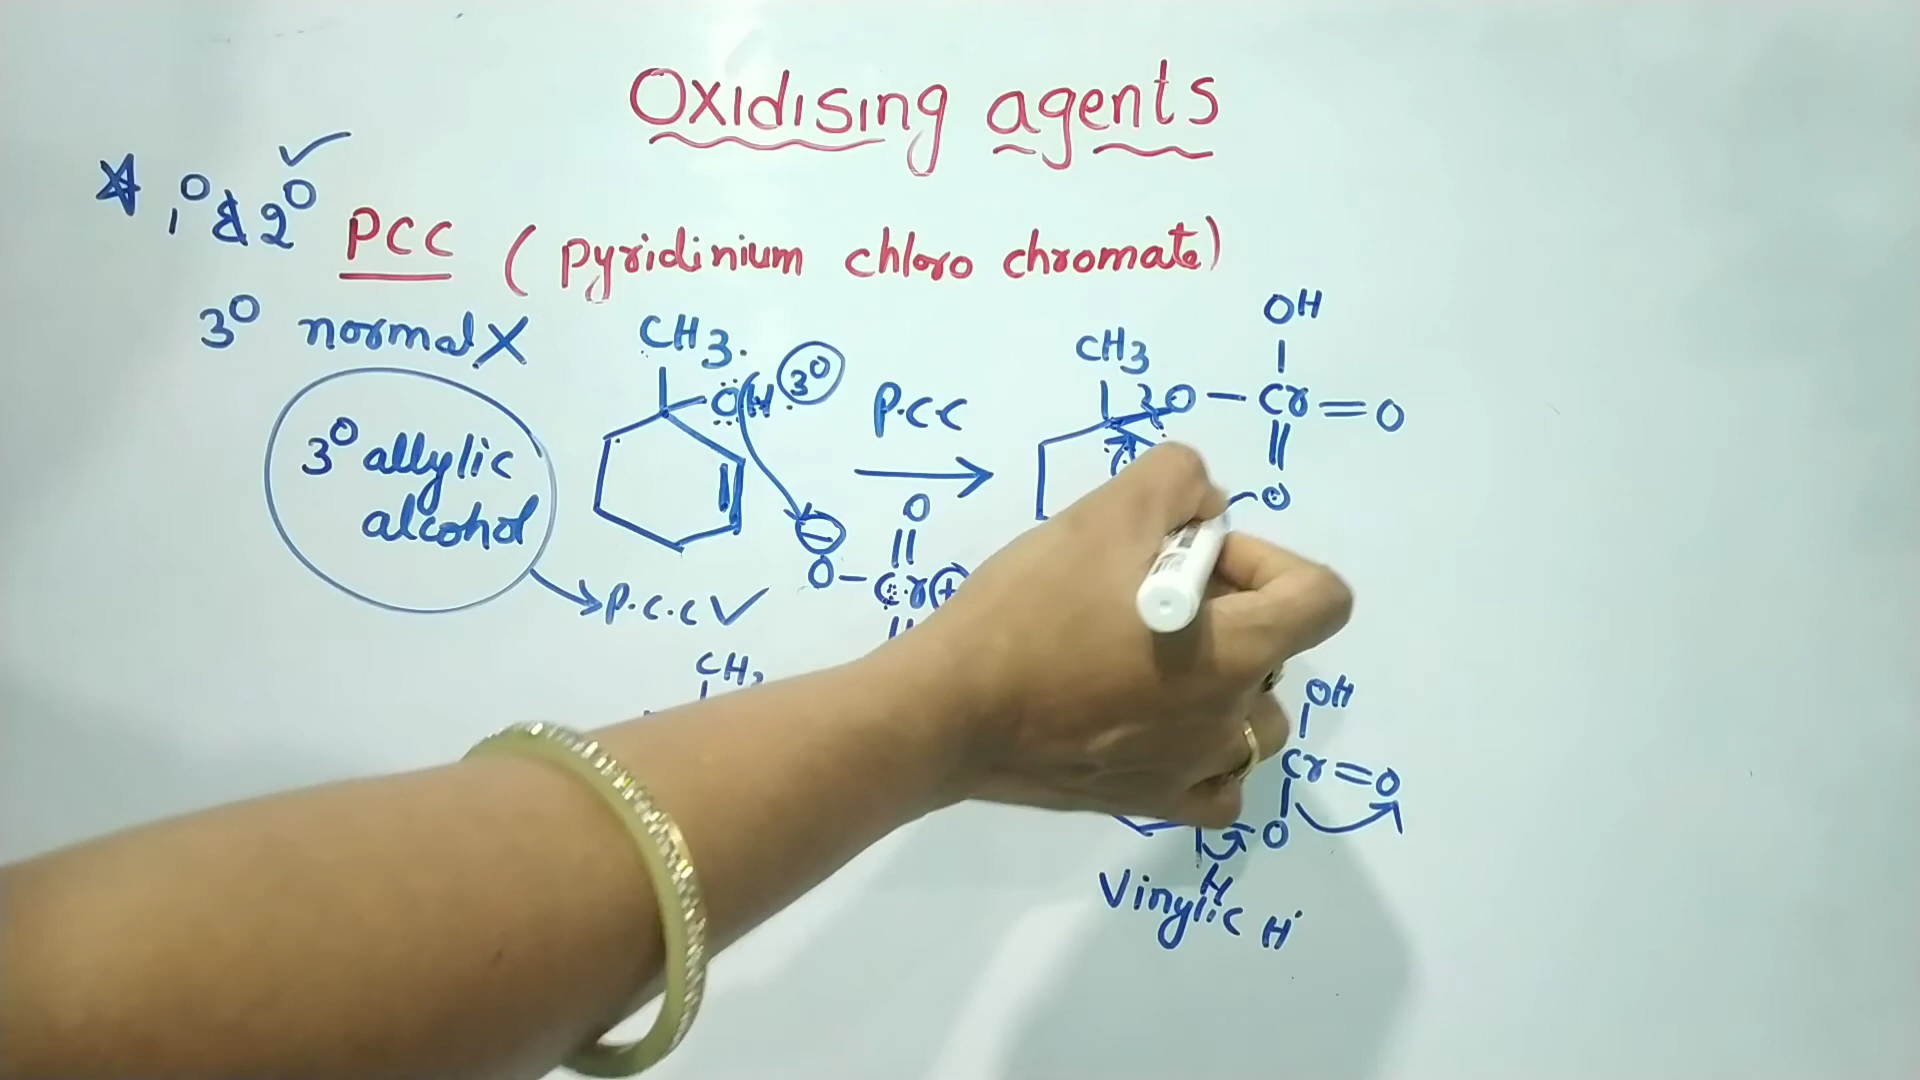 Oxidising agents
1° & 2° ✓
PCC (pyridinium chloro chromate)
3° normal X
3° allylic
alcohol
P.C.C ✓
CH3
OH
3°
P.C.C
O
||
⊖
O-Cr⊕
||
CH3
OH
|
O-Cr=O
||
O
CH3
OH
|
Cr=O
|
O
H
Vinylic H